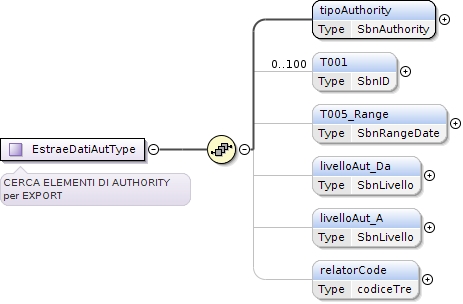 tipoAuthority
Type SbnAuthority
0..100
T001
Type SbnID
T005_Range
Type SbnRangeDate
EstraeDatiAutType
CERCA ELEMENTI DI AUTHORITY
per EXPORT
livelloAut_Da
Type SbnLivello
livelloAut_A
Type SbnLivello
relatorCode
Type codiceTre